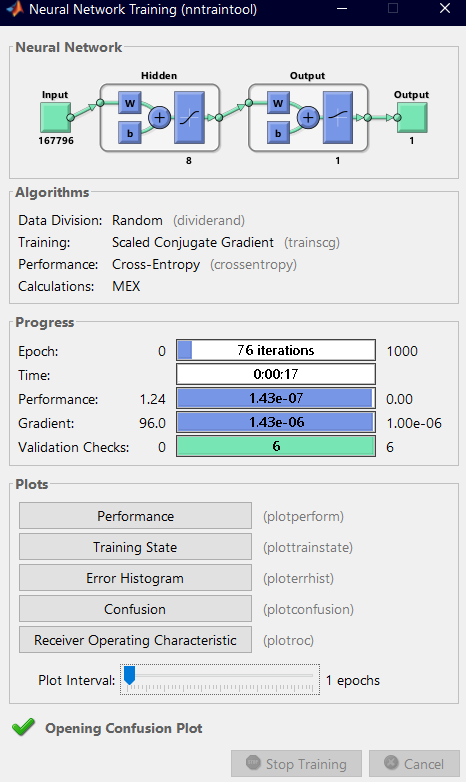 Neural Network Training (nntraintool)
Neural Network
Hidden Output
Input Output
W W
b b
+ +
167796 1
8 1
Algorithms
Data Division: Random (dividerand)
Training: Scaled Conjugate Gradient (trainscg)
Performance: Cross-Entropy (crossentropy)
Calculations: MEX
Progress
Epoch: 0 76 iterations 1000
Time: 0:00:17
Performance: 1.24 1.43e-07 0.00
Gradient: 96.0 1.43e-06 1.00e-06
Validation Checks: 0 6 6
Plots
Performance (plotperform)
Training State (plottrainstate)
Error Histogram (ploterrhist)
Confusion (plotconfusion)
Receiver Operating Characteristic (plotroc)
Plot Interval: 1 epochs
Opening Confusion Plot
Stop Training Cancel